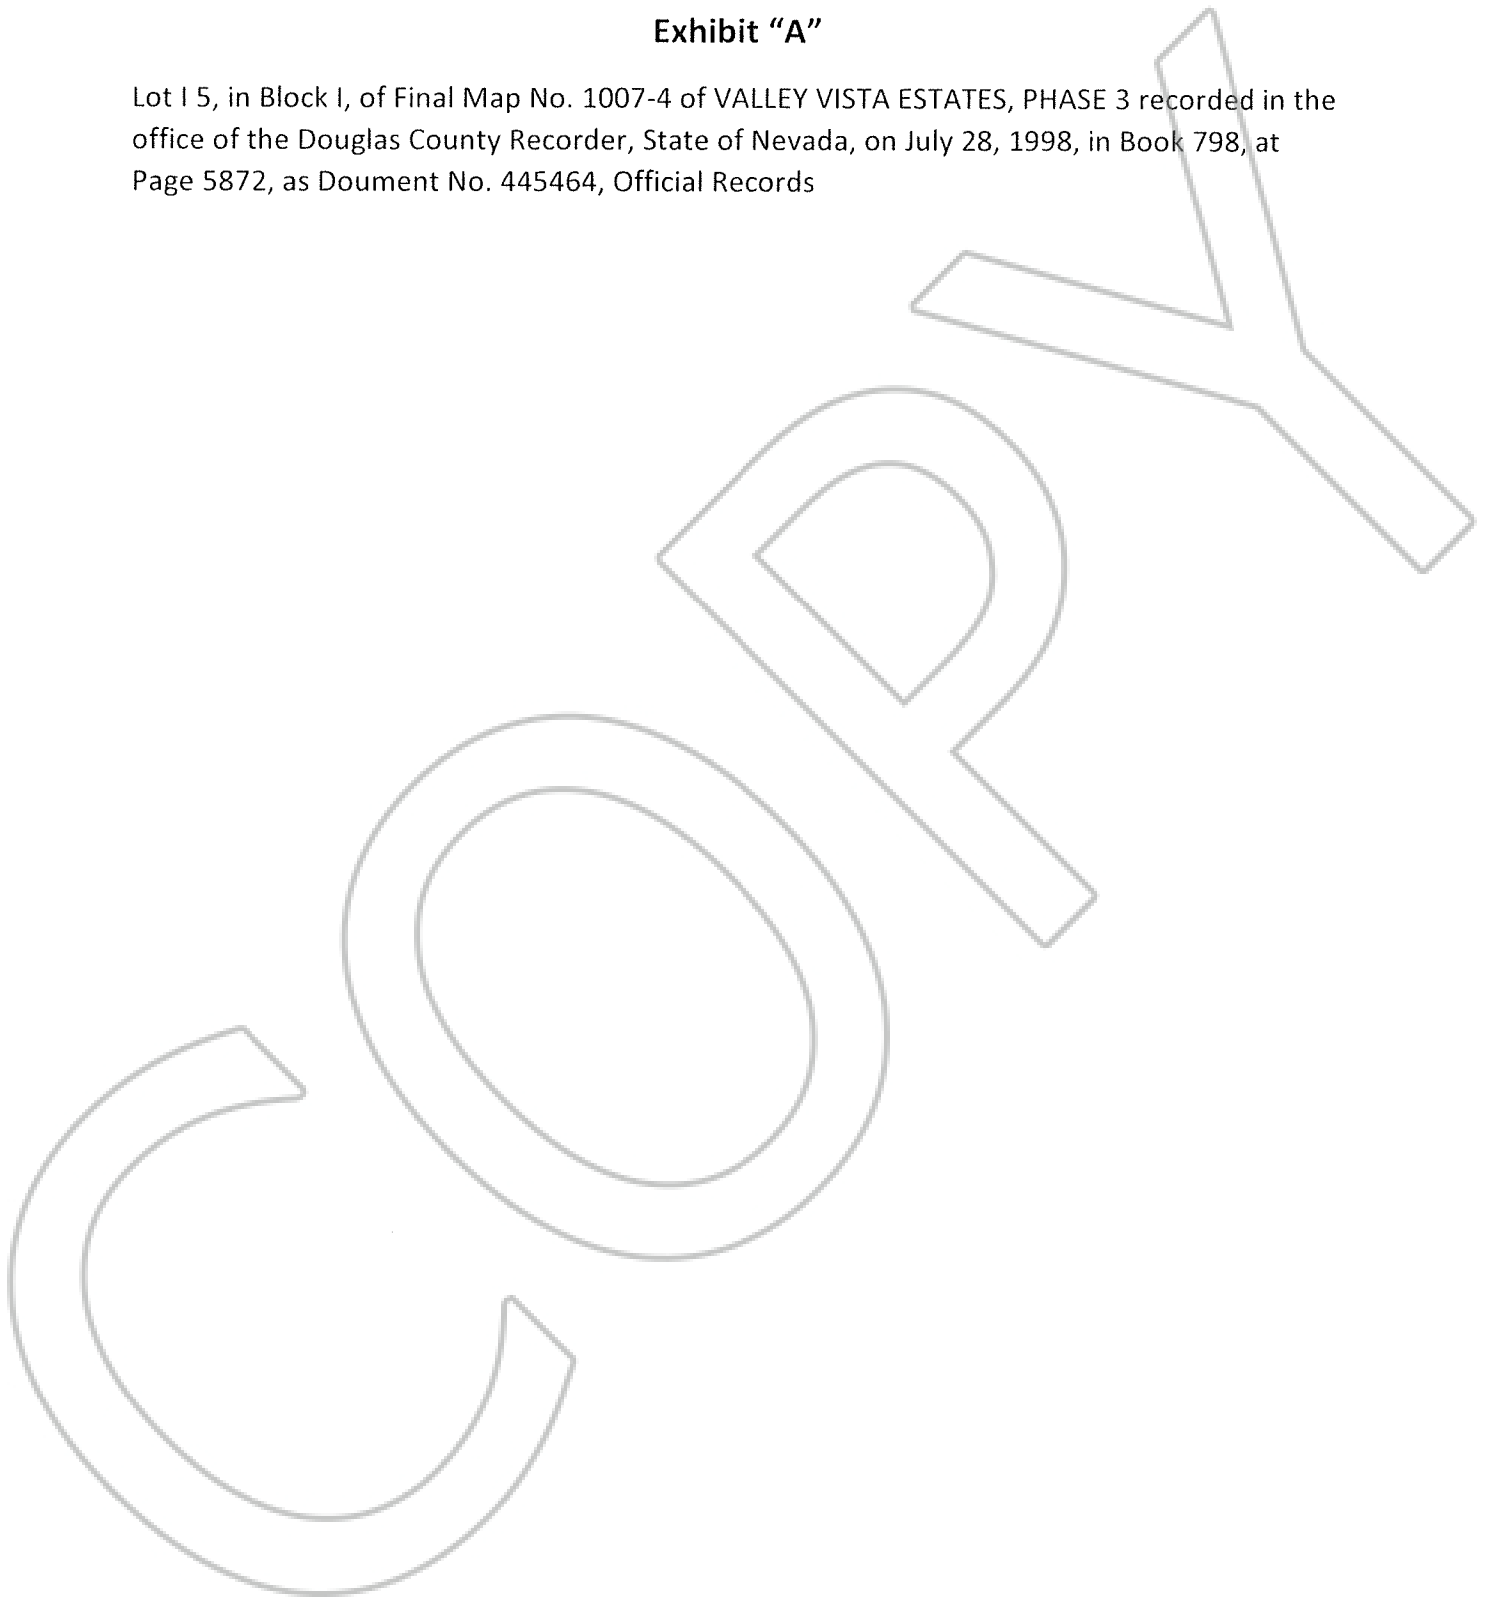 Exhibit “A”
Lot I 5, in Block I, of Final Map No. 1007-4 of VALLEY VISTA ESTATES, PHASE 3 recorded in the
office of the Douglas County Recorder, State of Nevada, on July 28, 1998, in Book 798, at
Page 5872, as Doument No. 445464, Official Records
COPY